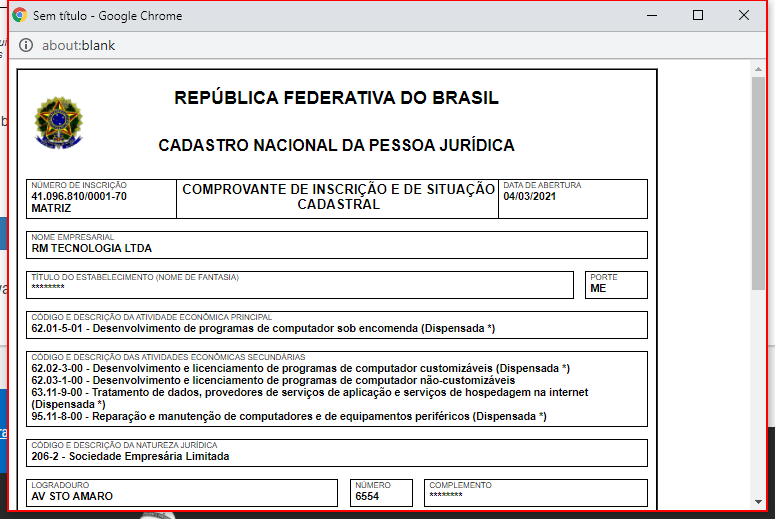 Sem título - Google Chrome
about:blank
REPÚBLICA FEDERATIVA DO BRASIL
CADASTRO NACIONAL DA PESSOA JURÍDICA
NÚMERO DE INSCRIÇÃO
41.096.810/0001-70
MATRIZ
COMPROVANTE DE INSCRIÇÃO E DE SITUAÇÃO
CADASTRAL
DATA DE ABERTURA
04/03/2021
NOME EMPRESARIAL
RM TECNOLOGIA LTDA
TÍTULO DO ESTABELECIMENTO (NOME DE FANTASIA)
********
PORTE
ME
CÓDIGO E DESCRIÇÃO DA ATIVIDADE ECONÔMICA PRINCIPAL
62.01-5-01 - Desenvolvimento de programas de computador sob encomenda (Dispensada *)
CÓDIGO E DESCRIÇÃO DAS ATIVIDADES ECONÔMICAS SECUNDÁRIAS
62.02-3-00 - Desenvolvimento e licenciamento de programas de computador customizáveis (Dispensada *)
62.03-1-00 - Desenvolvimento e licenciamento de programas de computador não-customizáveis
63.11-9-00 - Tratamento de dados, provedores de serviços de aplicação e serviços de hospedagem na internet
(Dispensada *)
95.11-8-00 - Reparação e manutenção de computadores e de equipamentos periféricos (Dispensada *)
CÓDIGO E DESCRIÇÃO DA NATUREZA JURÍDICA
206-2 - Sociedade Empresária Limitada
LOGRADOURO
AV STO AMARO
NÚMERO
6554
COMPLEMENTO
********